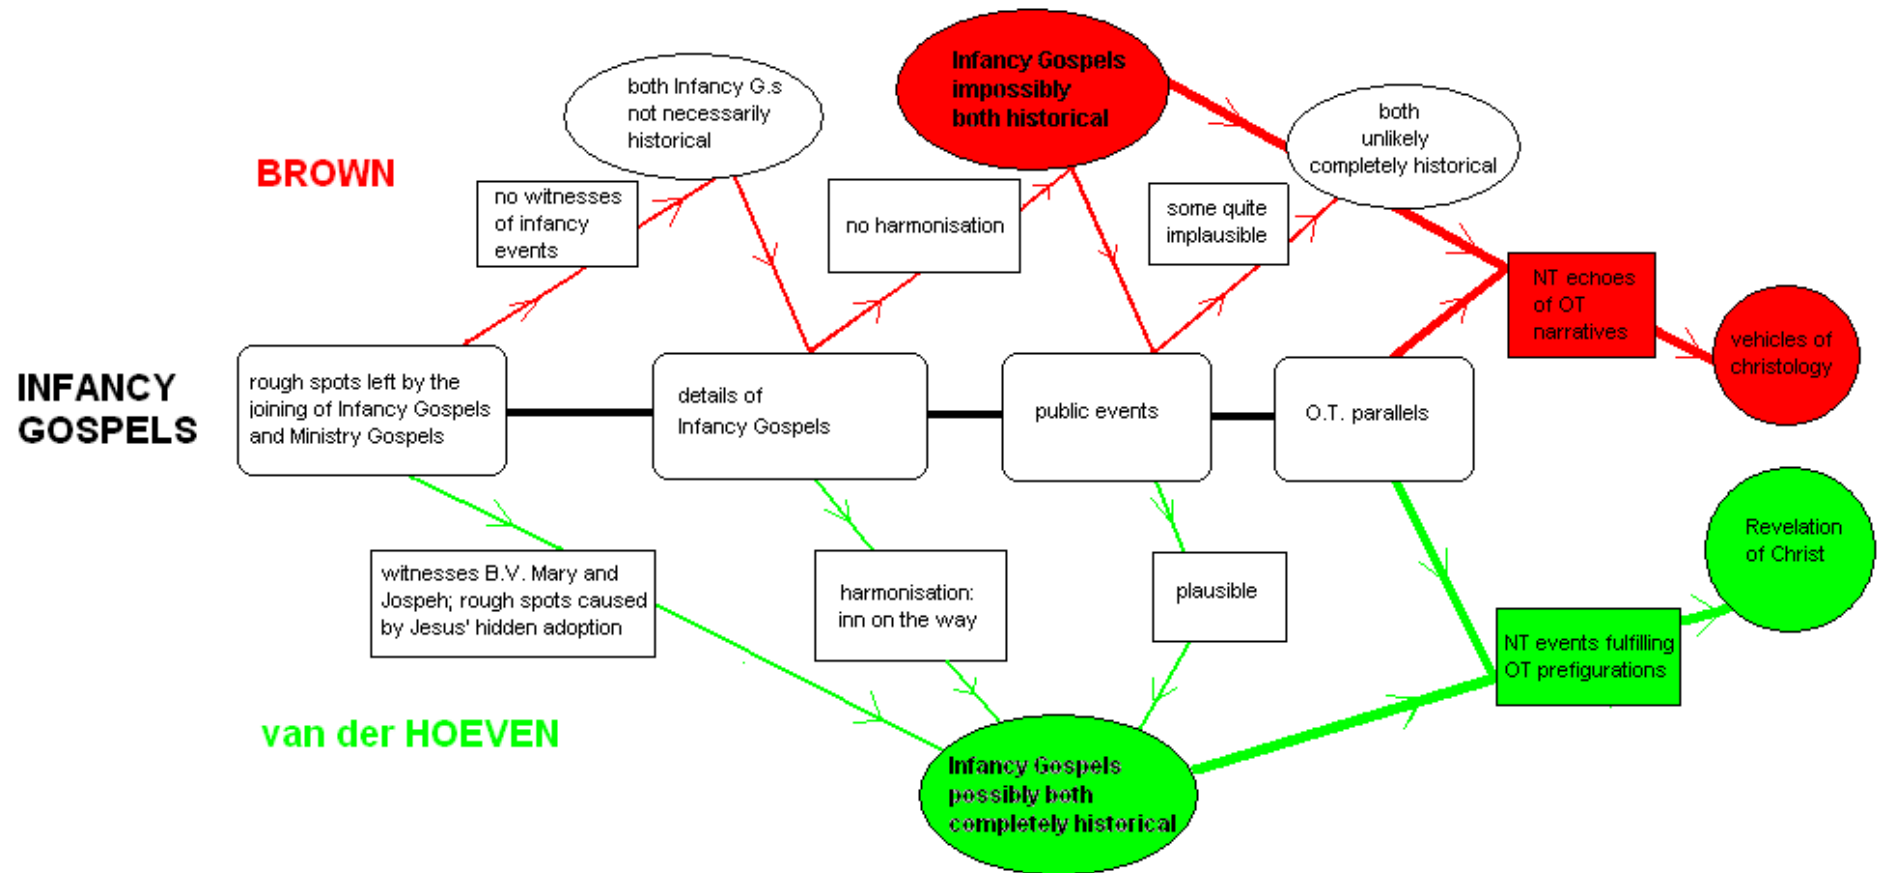 both Infancy G.s
not necessarily
historical
Infancy Gospels
impossibly
both historical
both
unlikely
completely historical
BROWN
no witnesses
of infancy
events
no harmonisation
some quite
implausible
NT echoes
of OT
narratives
vehicles of
christology
INFANCY
GOSPELS
rough spots left by the
joining of Infancy Gospels
and Ministry Gospels
details of
Infancy Gospels
public events
O.T. parallels
Revelation
of Christ
witnesses B.V. Mary and
Jospeh; rough spots caused
by Jesus' hidden adoption
harmonisation:
inn on the way
plausible
NT events fulfilling
OT prefigurations
van der HOEVEN
Infancy Gospels
possibly both
completely historical